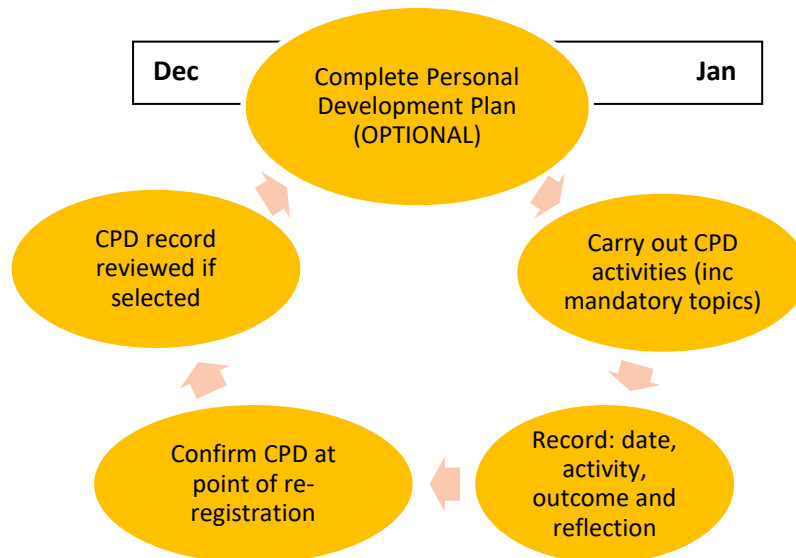 Dec
Jan
Complete Personal
Development Plan
(OPTIONAL)
Carry out CPD
activities (inc
mandatory topics)
Record: date,
activity,
outcome and
reflection
Confirm CPD at
point of re-
registration
CPD record
reviewed if
selected